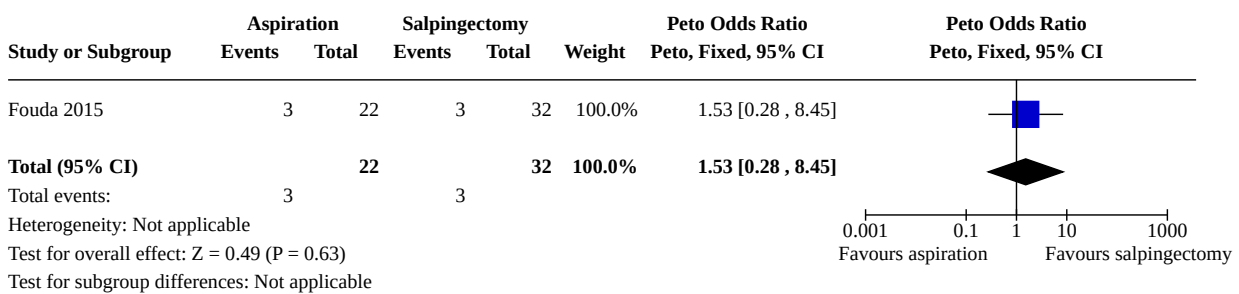 Aspiration Salpingectomy Peto Odds Ratio Peto Odds Ratio
Study or Subgroup Events Total Events Total Weight Peto, Fixed, 95% CI Peto, Fixed, 95% CI
Fouda 2015 3 22 3 32 100.0% 1.53 [0.28 , 8.45]
Total (95% CI) 22 32 100.0% 1.53 [0.28 , 8.45]
Total events: 3 3
Heterogeneity: Not applicable
0.001 0.1 1 10 1000
Test for overall effect: Z = 0.49 (P = 0.63)
Favours aspiration Favours salpingectomy
Test for subgroup differences: Not applicable